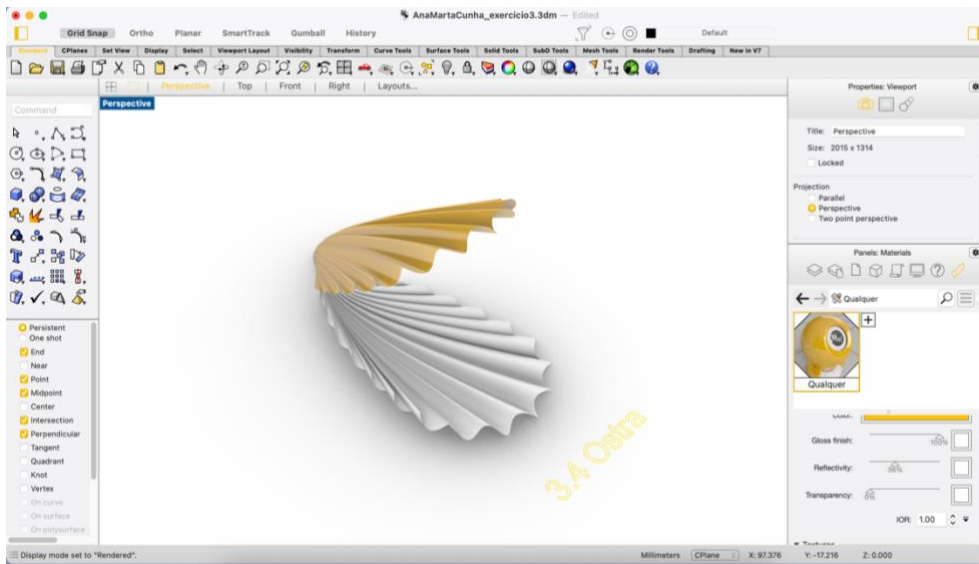 AnaMartaCunha_exercicio3.3dm — Edited
Grid Snap Ortho Planar SmartTrack Gumball History Default
Standard CPlanes Set View Display Select Viewport Layout Visibility Transform Curve Tools Surface Tools Solid Tools SubD Tools Mesh Tools Render Tools Drafting New in V7
Perspective | Top | Front | Right | Layouts...
Properties: Viewport
Command
Perspective
Title: Perspective
Size: 2015 x 1314
Locked
Projection
Parallel
Perspective
Two point perspective
Panels: Materials
Qualquer
Qualquer
Color:
Gloss finish: 100%
Reflectivity:
Transparency:
IOR: 1.00
Textures
Persistent
One shot
End
Near
Point
Midpoint
Center
Intersection
Perpendicular
Tangent
Quadrant
Knot
Vertex
On curve
On surface
On polysurface
3.4 Ostra
Display mode set to "Rendered". Millimeters CPlane X: 97.376 Y: -17.216 Z: 0.000